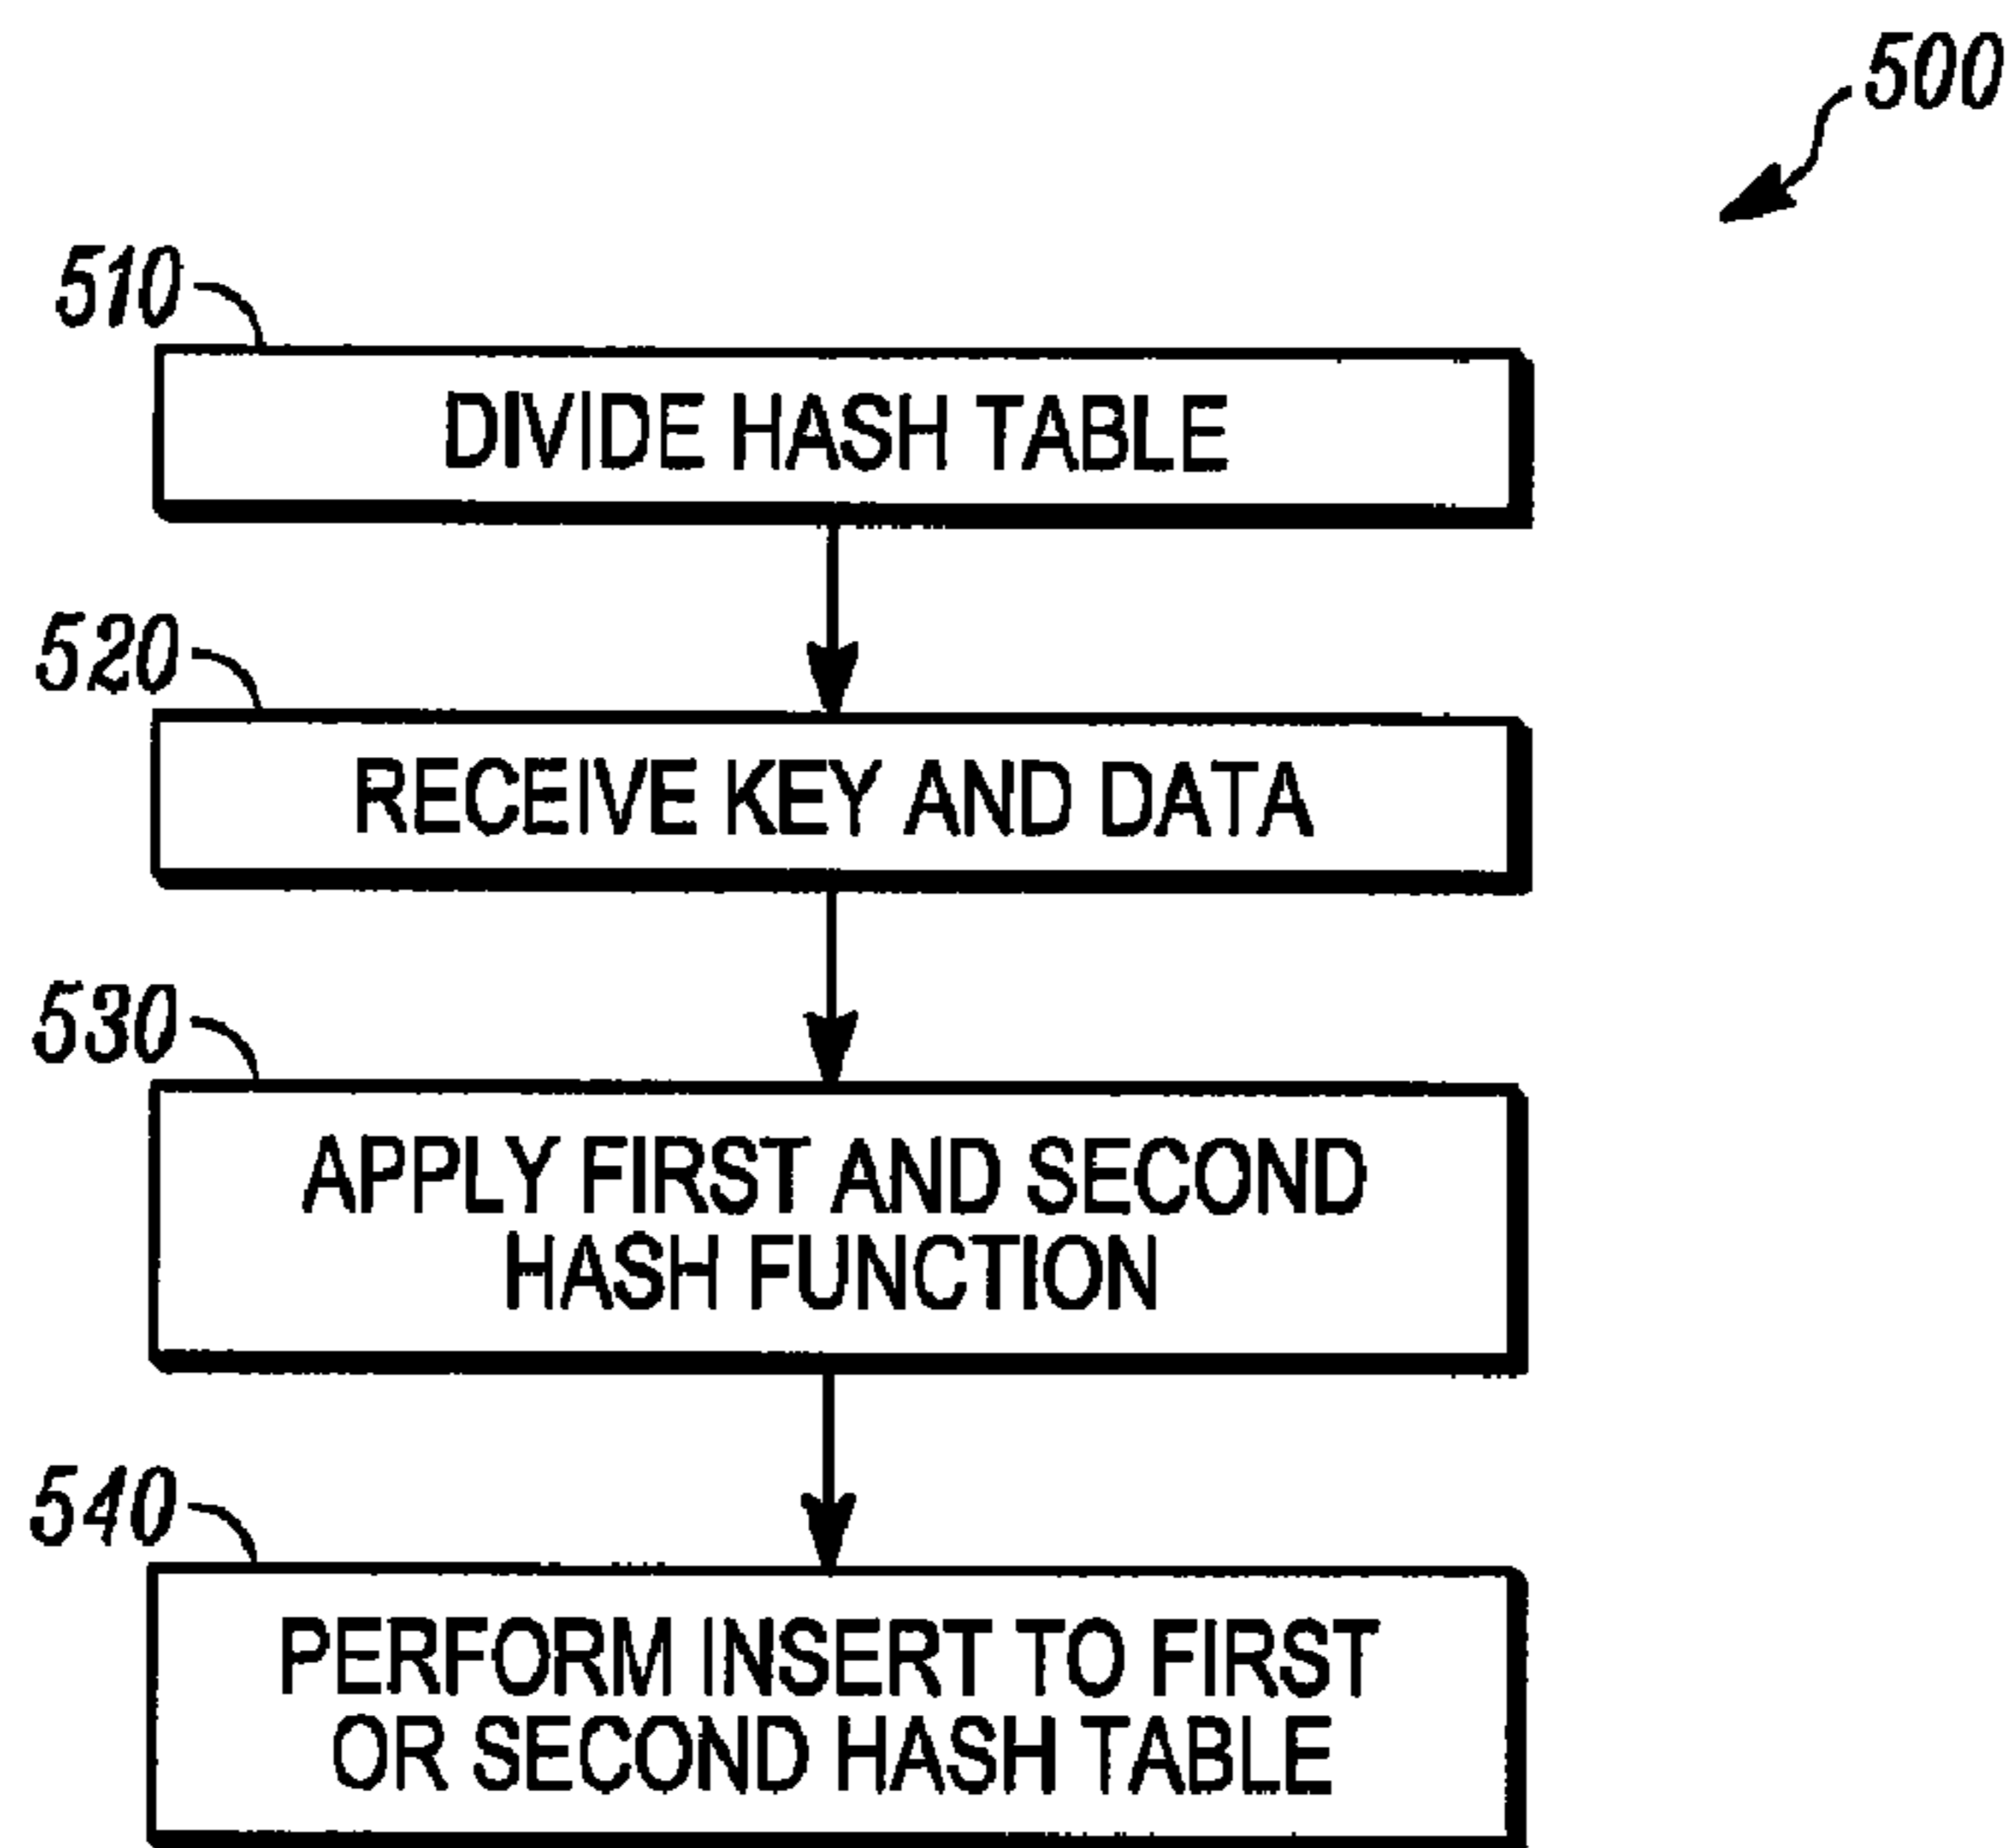 500
510
DIVIDE HASH TABLE
520
RECEIVE KEY AND DATA
530
APPLY FIRST AND SECOND
HASH FUNCTION
540
PERFORM INSERT TO FIRST
OR SECOND HASH TABLE